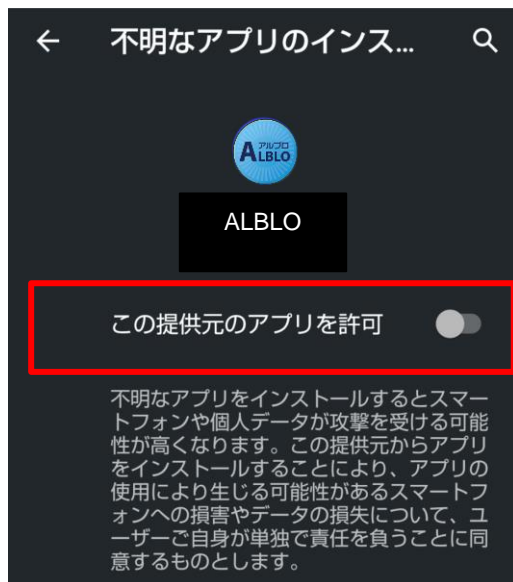 不明なアプリのインス...
アルブロ
ALBLO
ALBLO
この提供元のアプリを許可
不明なアプリをインストールするとスマー
トフォンや個人データが攻撃を受ける可能
性が高くなります。この提供元からアプリ
をインストールすることにより、アプリの
使用により生じる可能性があるスマートフ
ォンへの損害やデータの損失について、ユ
ーザーご自身が単独で責任を負うことに同
意するものとします。